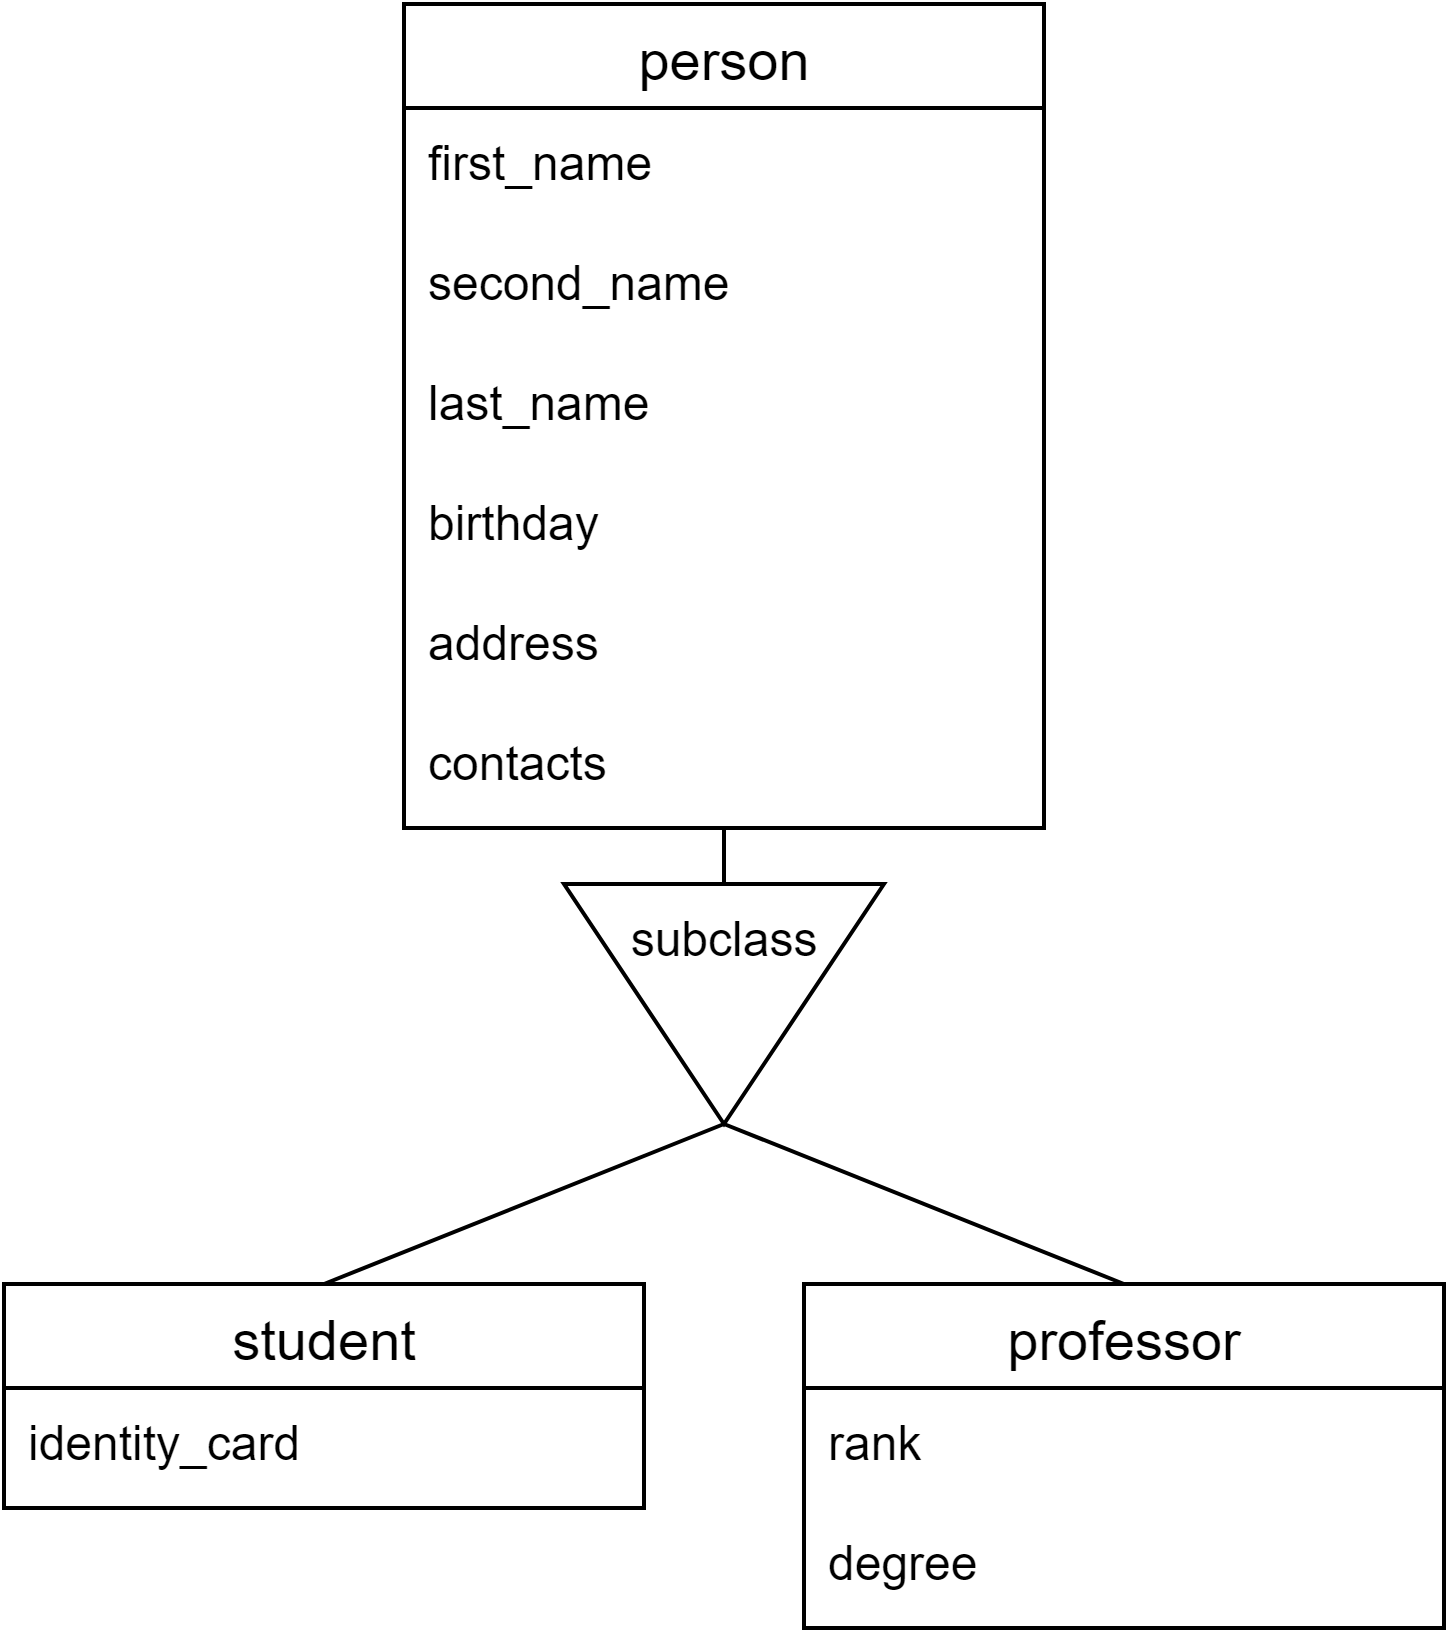 person
first_name
second_name
last_name
birthday
address
contacts
subclass
student
identity_card
professor
rank
degree